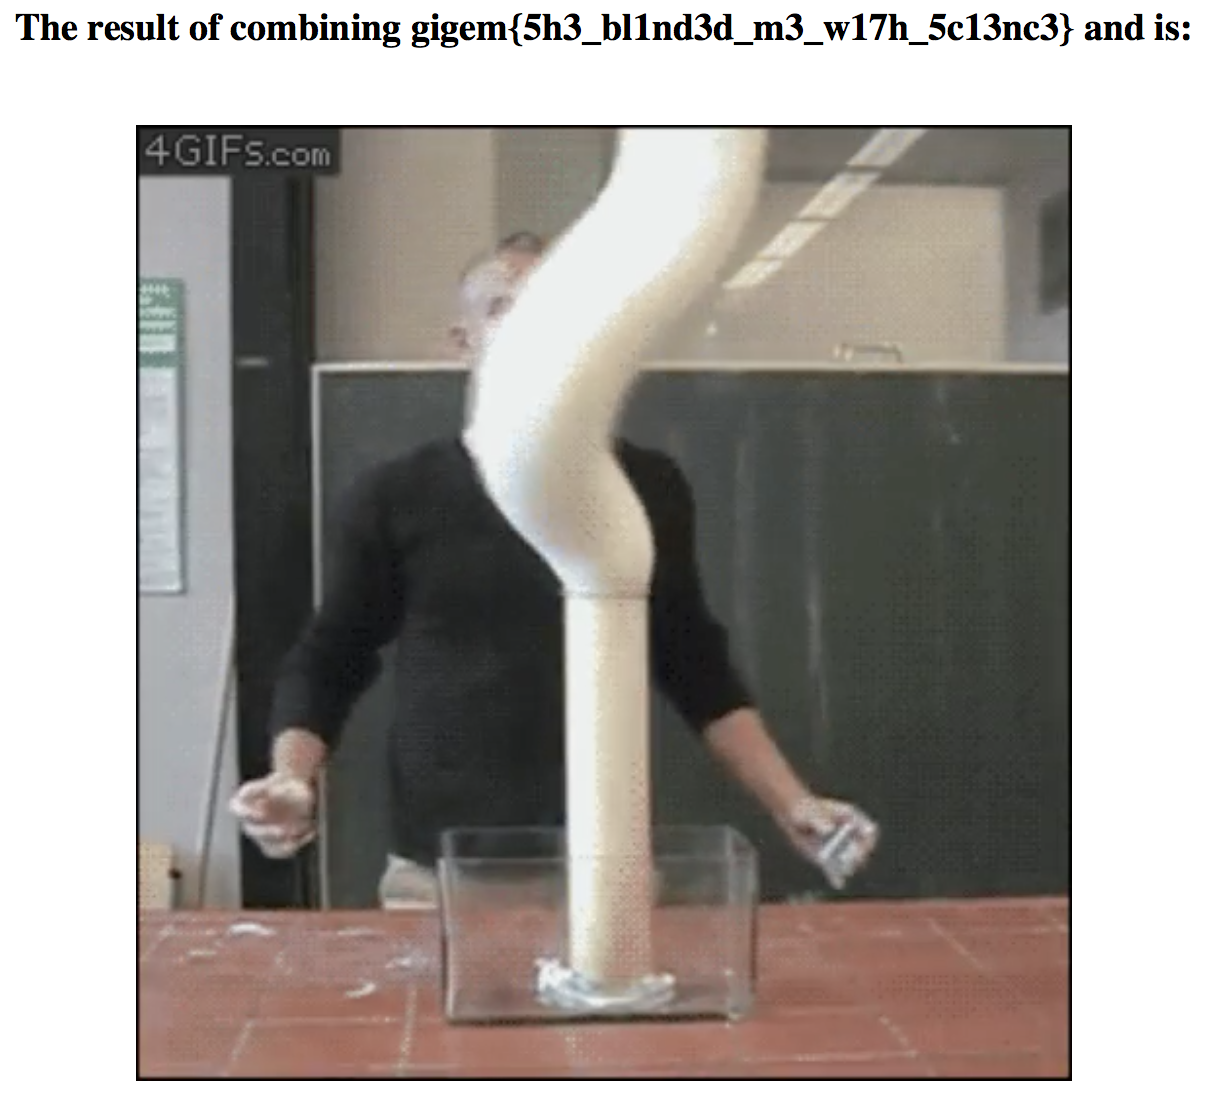 The result of combining gigem{5h3_bl1nd3d_m3_w17h_5c13nc3} and is:
4GIFs.com